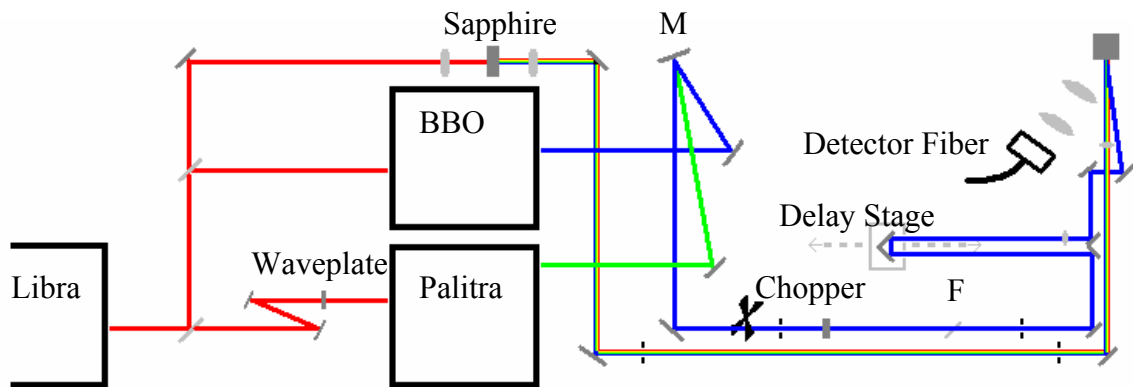 Sapphire
M
BBO
Detector Fiber
Delay Stage
Waveplate
Libra
Palitra
Chopper
F